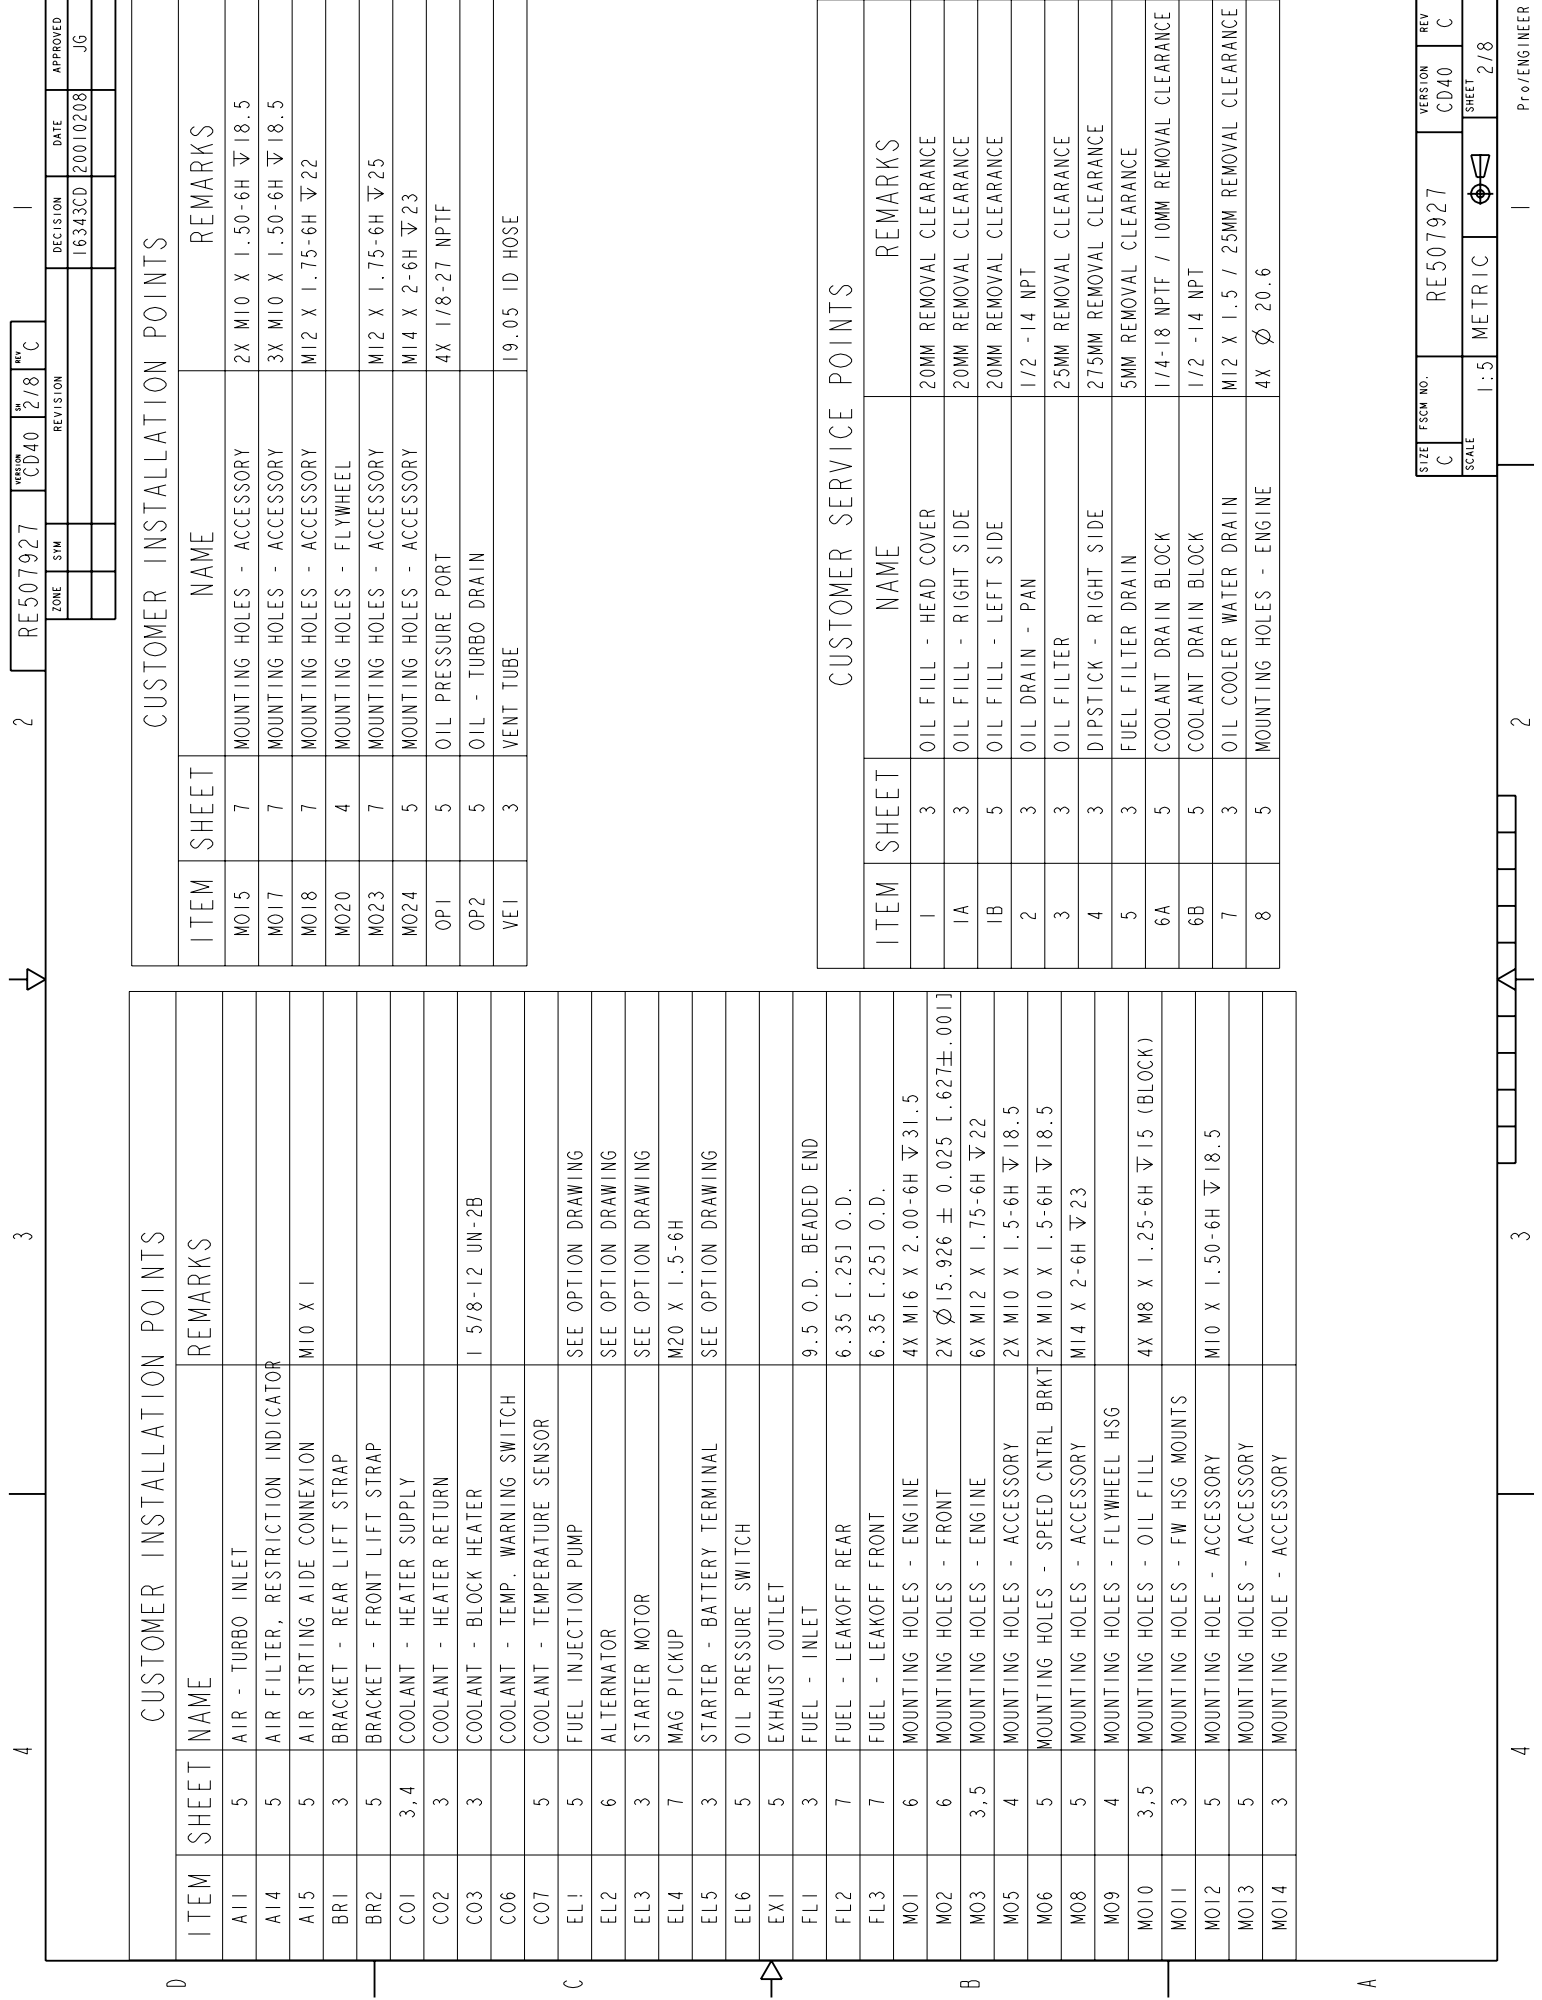 4
3
2
1
RE507927
VERSION CD40
SH 2/8
REV C
ZONE SYM REVISION DECISION DATE APPROVED
16343CD 20010208 JG
D
C
B
A
CUSTOMER INSTALLATION POINTS
ITEM SHEET NAME REMARKS
AI1 5 AIR - TURBO INLET
AI4 5 AIR FILTER, RESTRICTION INDICATOR
AI5 5 AIR STRTING AIDE CONNEXION M10 X 1
BR1 3 BRACKET - REAR LIFT STRAP
BR2 5 BRACKET - FRONT LIFT STRAP
CO1 3,4 COOLANT - HEATER SUPPLY
CO2 3 COOLANT - HEATER RETURN
CO3 3 COOLANT - BLOCK HEATER 1 5/8-12 UN-2B
CO6 COOLANT - TEMP. WARNING SWITCH
CO7 5 COOLANT - TEMPERATURE SENSOR
EL! 5 FUEL INJECTION PUMP SEE OPTION DRAWING
EL2 6 ALTERNATOR SEE OPTION DRAWING
EL3 3 STARTER MOTOR SEE OPTION DRAWING
EL4 7 MAG PICKUP M20 X 1.5-6H
EL5 3 STARTER - BATTERY TERMINAL SEE OPTION DRAWING
EL6 5 OIL PRESSURE SWITCH
EX1 5 EXHAUST OUTLET
FL1 3 FUEL - INLET 9.5 O.D. BEADED END
FL2 7 FUEL - LEAKOFF REAR 6.35 [.25] O.D.
FL3 7 FUEL - LEAKOFF FRONT 6.35 [.25] O.D.
MO1 6 MOUNTING HOLES - ENGINE 4X M16 X 2.00-6H ↧31.5
MO2 6 MOUNTING HOLES - FRONT 2X Ø15.926 ± 0.025 [.627±.001]
MO3 3,5 MOUNTING HOLES - ENGINE 6X M12 X 1.75-6H ↧22
MO5 4 MOUNTING HOLES - ACCESSORY 2X M10 X 1.5-6H ↧18.5
MO6 5 MOUNTING HOLES - SPEED CNTRL BRKT 2X M10 X 1.5-6H ↧18.5
MO8 5 MOUNTING HOLES - ACCESSORY M14 X 2-6H ↧23
MO9 4 MOUNTING HOLES - FLYWHEEL HSG
MO10 3,5 MOUNTING HOLES - OIL FILL 4X M8 X 1.25-6H ↧15 (BLOCK)
MO11 3 MOUNTING HOLES - FW HSG MOUNTS
MO12 5 MOUNTING HOLE - ACCESSORY M10 X 1.50-6H ↧18.5
MO13 5 MOUNTING HOLE - ACCESSORY
MO14 3 MOUNTING HOLE - ACCESSORY
CUSTOMER INSTALLATION POINTS
ITEM SHEET NAME REMARKS
MO15 7 MOUNTING HOLES - ACCESSORY 2X M10 X 1.50-6H ↧18.5
MO17 7 MOUNTING HOLES - ACCESSORY 3X M10 X 1.50-6H ↧18.5
MO18 7 MOUNTING HOLES - ACCESSORY M12 X 1.75-6H ↧22
MO20 4 MOUNTING HOLES - FLYWHEEL
MO23 7 MOUNTING HOLES - ACCESSORY M12 X 1.75-6H ↧25
MO24 5 MOUNTING HOLES - ACCESSORY M14 X 2-6H ↧23
OP1 5 OIL PRESSURE PORT 4X 1/8-27 NPTF
OP2 5 OIL - TURBO DRAIN
VE1 3 VENT TUBE 19.05 ID HOSE
CUSTOMER SERVICE POINTS
ITEM SHEET NAME REMARKS
1 3 OIL FILL - HEAD COVER 20MM REMOVAL CLEARANCE
1A 3 OIL FILL - RIGHT SIDE 20MM REMOVAL CLEARANCE
1B 5 OIL FILL - LEFT SIDE 20MM REMOVAL CLEARANCE
2 3 OIL DRAIN - PAN 1/2 -14 NPT
3 3 OIL FILTER 25MM REMOVAL CLEARANCE
4 3 DIPSTICK - RIGHT SIDE 275MM REMOVAL CLEARANCE
5 3 FUEL FILTER DRAIN 5MM REMOVAL CLEARANCE
6A 5 COOLANT DRAIN BLOCK 1/4-18 NPTF / 10MM REMOVAL CLEARANCE
6B 5 COOLANT DRAIN BLOCK 1/2 -14 NPT
7 3 OIL COOLER WATER DRAIN M12 X 1.5 / 25MM REMOVAL CLEARANCE
8 5 MOUNTING HOLES - ENGINE 4X Ø 20.6
SIZE C
FSCM NO.
RE507927
VERSION CD40
REV C
SCALE 1:5
METRIC
SHEET 2/8
4
3
2
1
Pro/ENGINEER